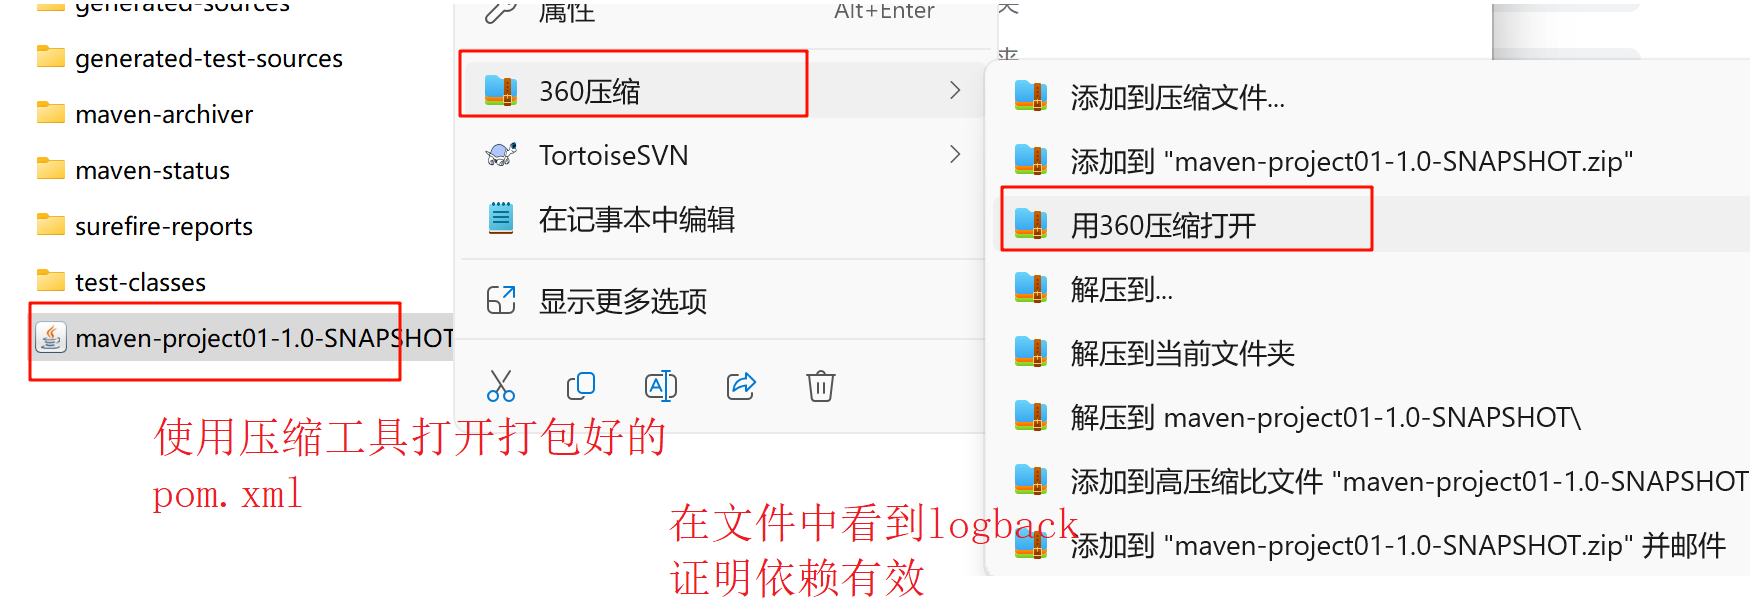 generated-sources
generated-test-sources
maven-archiver
maven-status
surefire-reports
test-classes
maven-project01-1.0-SNAPSHOT
属性 Alt+Enter
360压缩
TortoiseSVN
在记事本中编辑
显示更多选项
夹
添加到压缩文件...
添加到 "maven-project01-1.0-SNAPSHOT.zip"
用360压缩打开
解压到...
解压到当前文件夹
解压到 maven-project01-1.0-SNAPSHOT\
添加到高压缩比文件 "maven-project01-1.0-SNAPSHOT
添加到 "maven-project01-1.0-SNAPSHOT.zip" 并邮件
使用压缩工具打开打包好的
pom.xml
在文件中看到logback
证明依赖有效